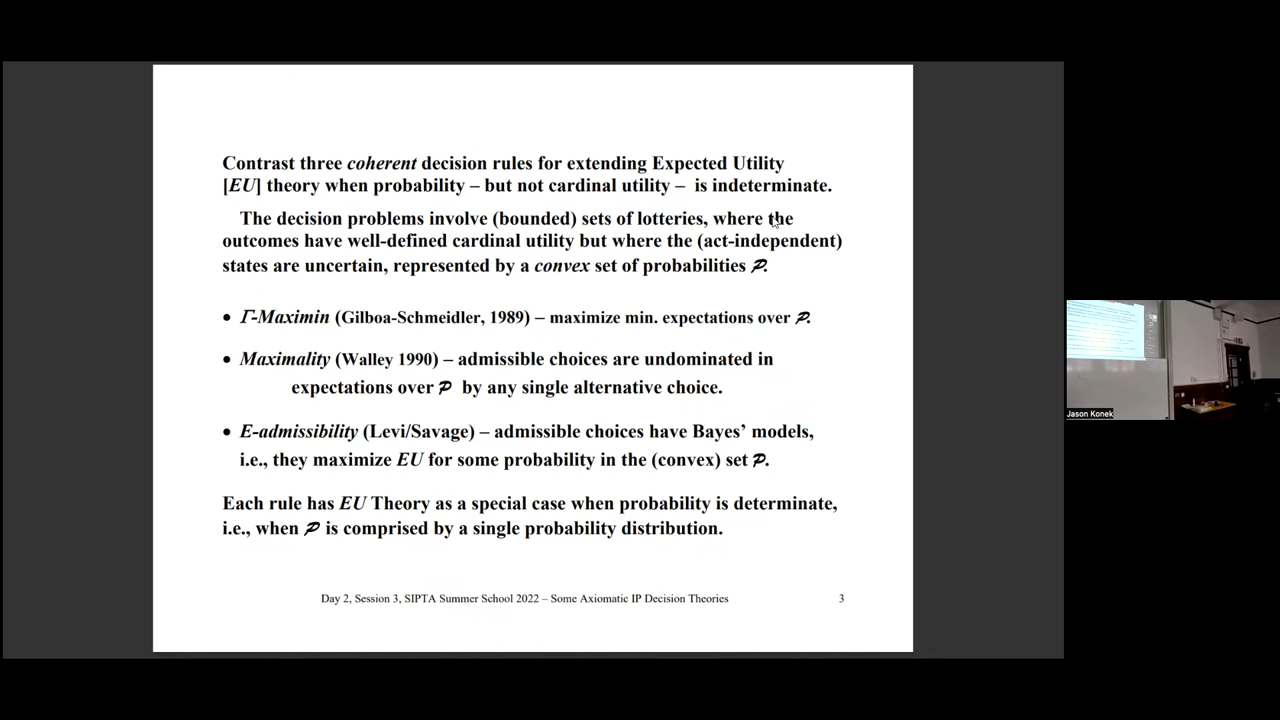 Contrast three coherent decision rules for extending Expected Utility
[EU] theory when probability – but not cardinal utility – is indeterminate.
The decision problems involve (bounded) sets of lotteries, where the
outcomes have well-defined cardinal utility but where the (act-independent)
states are uncertain, represented by a convex set of probabilities 𝒫.
• Γ-Maximin (Gilboa-Schmeidler, 1989) – maximize min. expectations over 𝒫.
• Maximality (Walley 1990) – admissible choices are undominated in
expectations over 𝒫 by any single alternative choice.
• E-admissibility (Levi/Savage) – admissible choices have Bayes’ models,
i.e., they maximize EU for some probability in the (convex) set 𝒫.
Each rule has EU Theory as a special case when probability is determinate,
i.e., when 𝒫 is comprised by a single probability distribution.
Day 2, Session 3, SIPTA Summer School 2022 – Some Axiomatic IP Decision Theories
3
Jason Konek